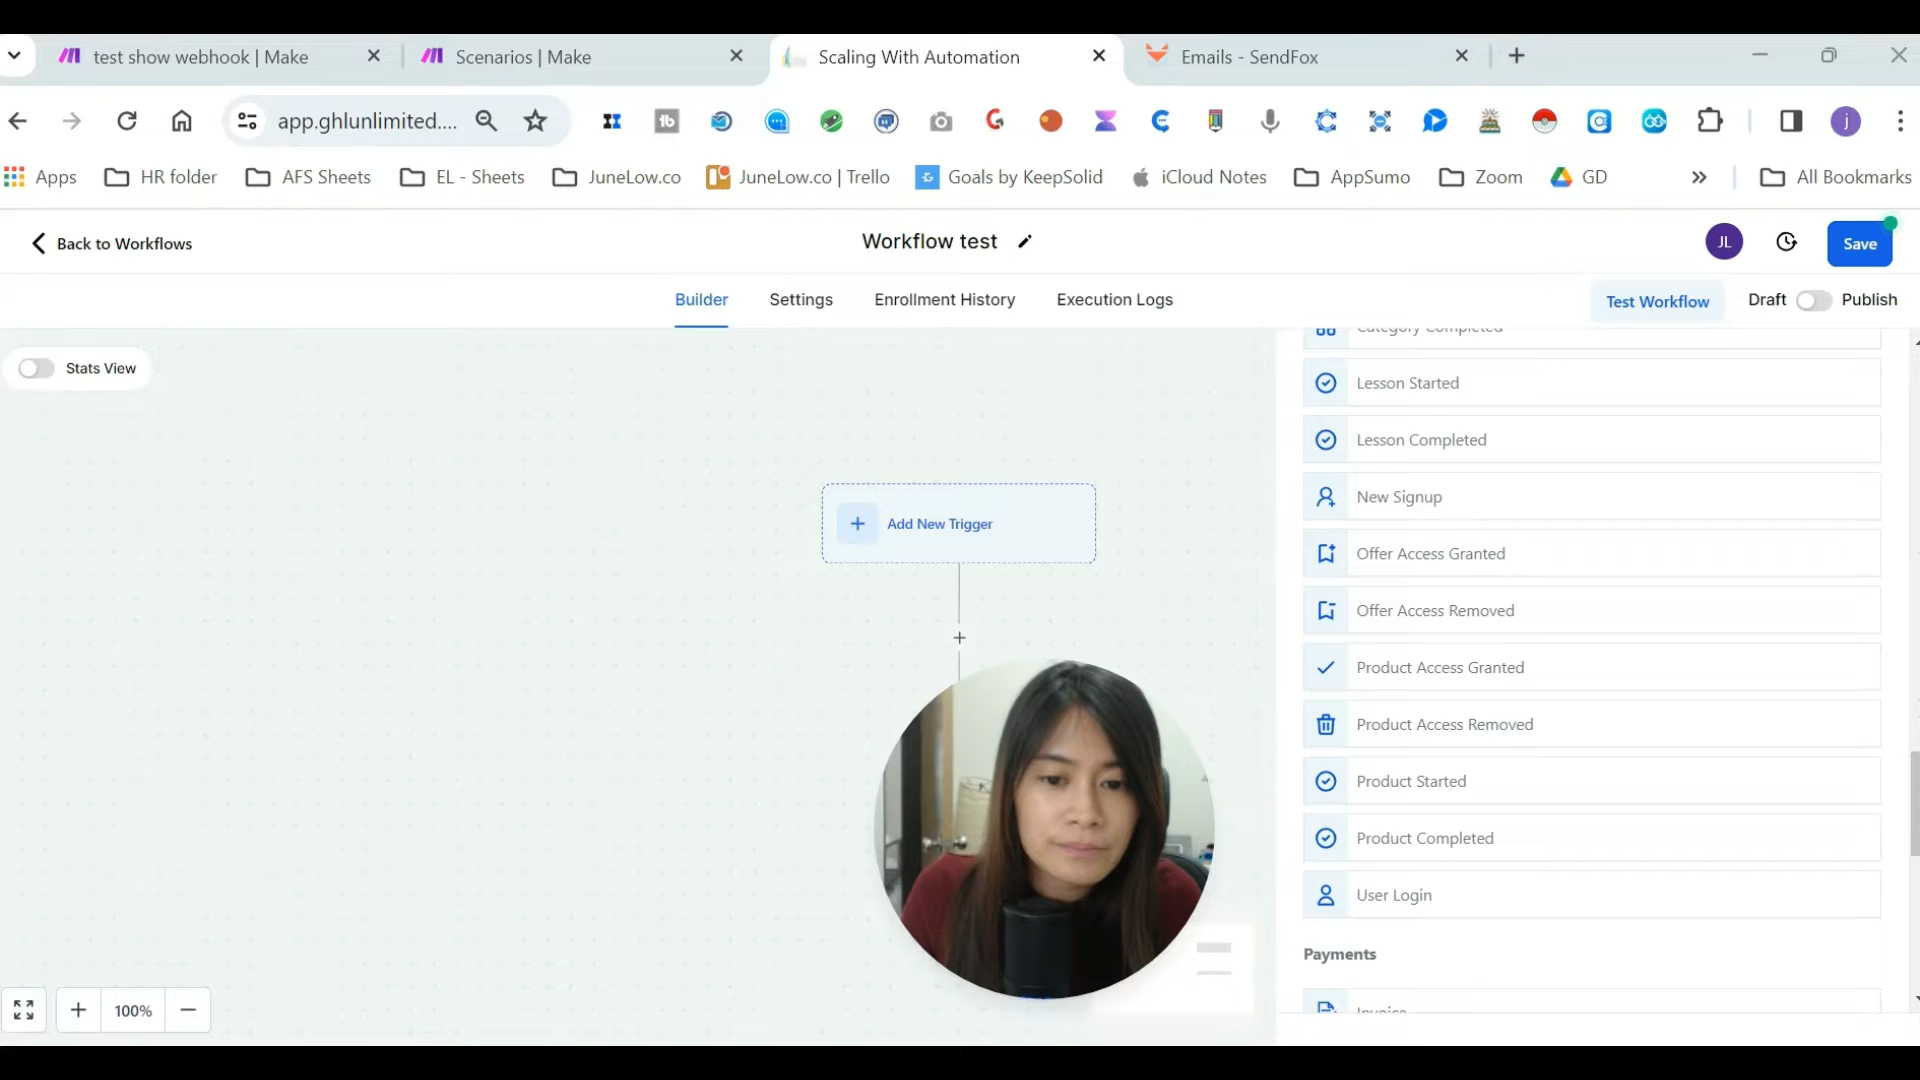 test show webhook | Make
Scenarios | Make
Scaling With Automation
Emails - SendFox
app.ghlunlimited....
Apps
HR folder
AFS Sheets
EL - Sheets
JuneLow.co
JuneLow.co | Trello
Goals by KeepSolid
iCloud Notes
AppSumo
Zoom
GD
All Bookmarks
Back to Workflows
Workflow test
JL
Save
Builder
Settings
Enrollment History
Execution Logs
Test Workflow
Draft
Publish
Stats View
Category Completed
Lesson Started
Lesson Completed
New Signup
Offer Access Granted
Offer Access Removed
Product Access Granted
Product Access Removed
Product Started
Product Completed
User Login
Payments
Invoice
Add New Trigger
100%